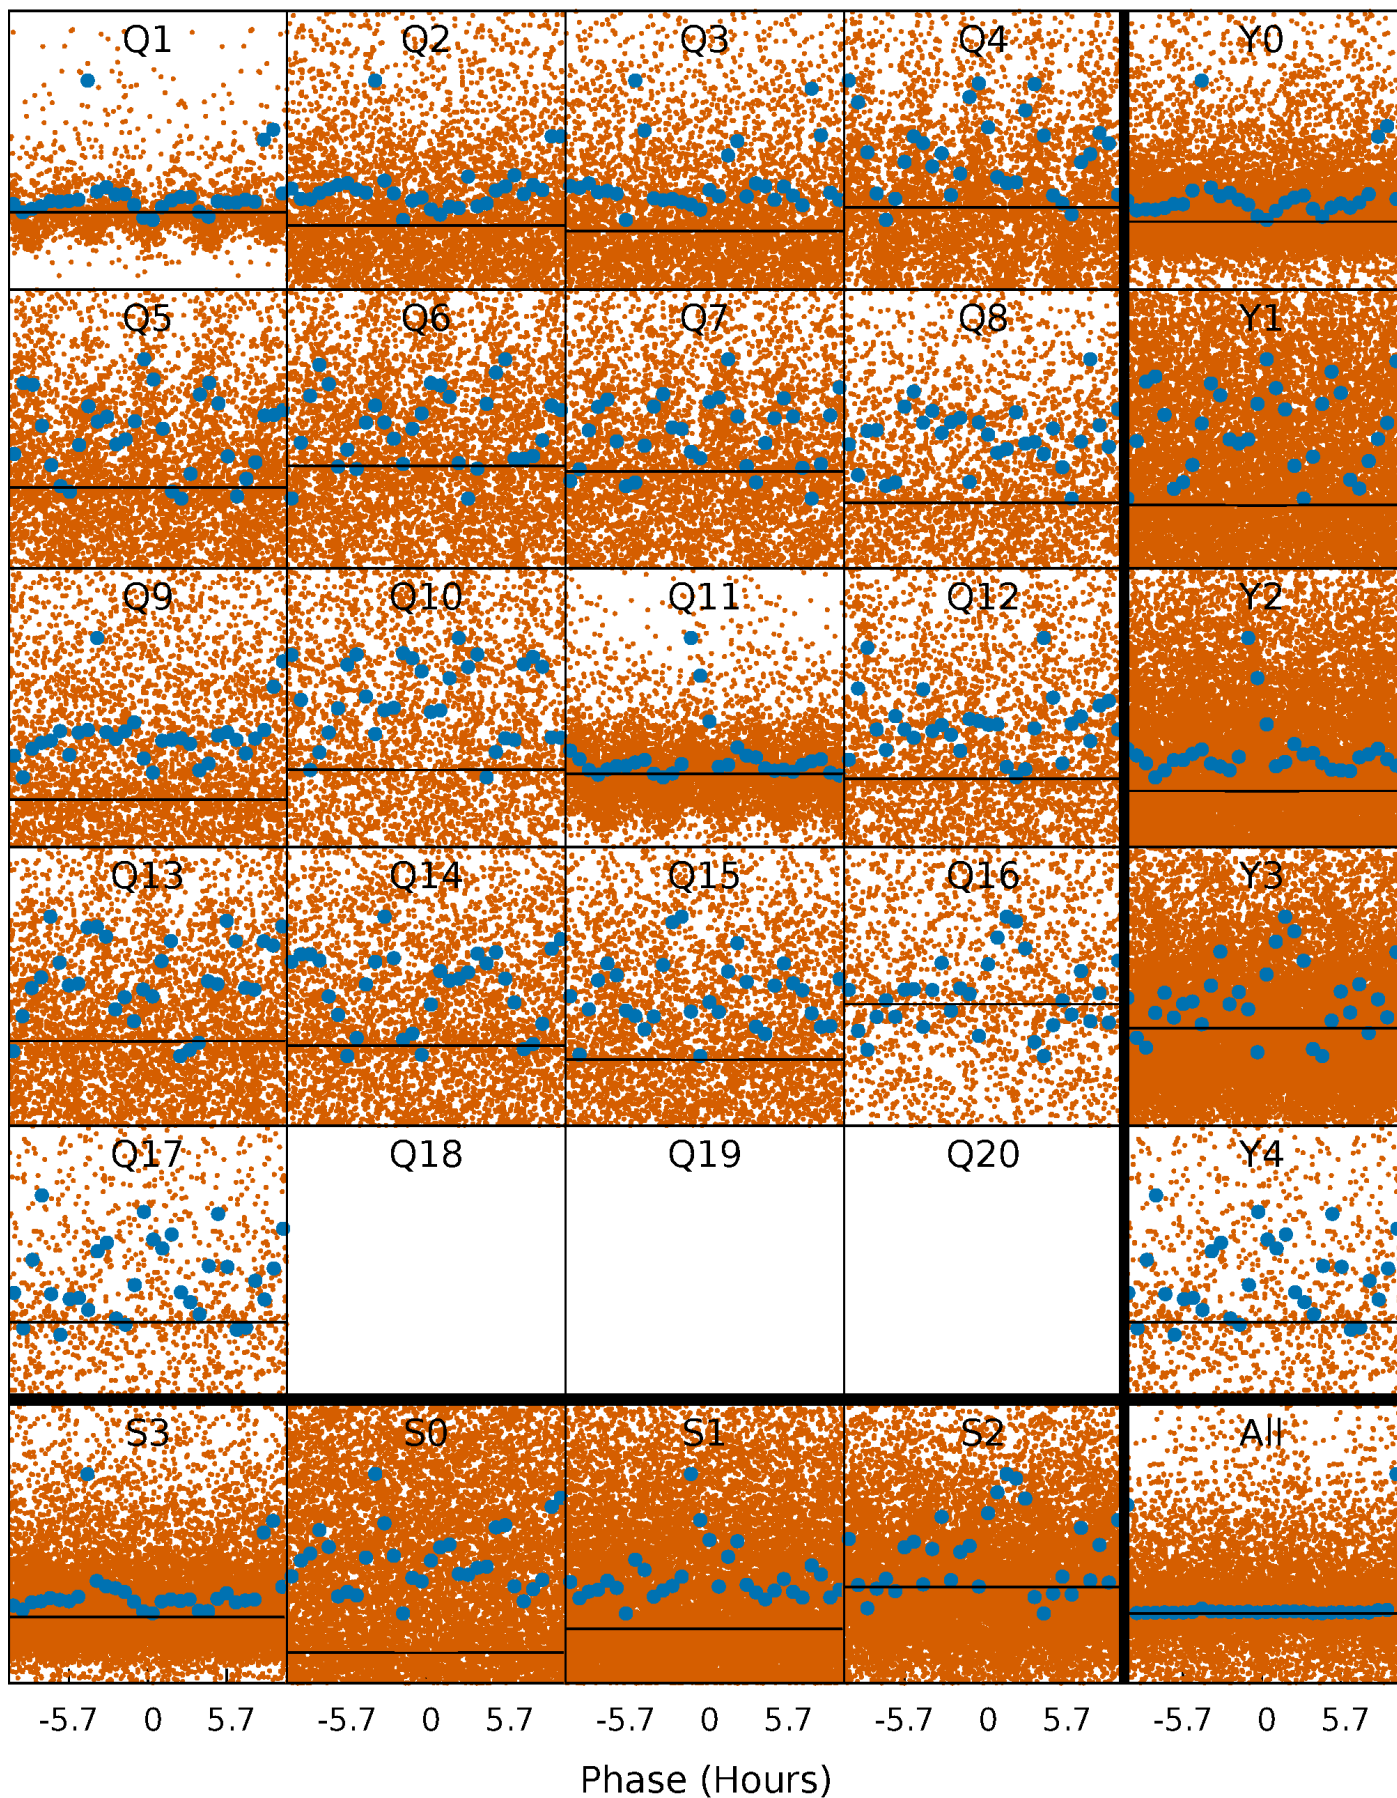 Q1 Q2 Q3 Q4 Y0
Q5 Q6 Q7 Q8 Y1
Q9 Q10 Q11 Q12 Y2
Q13 Q14 Q15 Q16 Y3
Q17 Q18 Q19 Q20 Y4
S3 S0 S1 S2 All
-5.7 0 5.7 -5.7 0 5.7 -5.7 0 5.7 -5.7 0 5.7 -5.7 0 5.7
Phase (Hours)